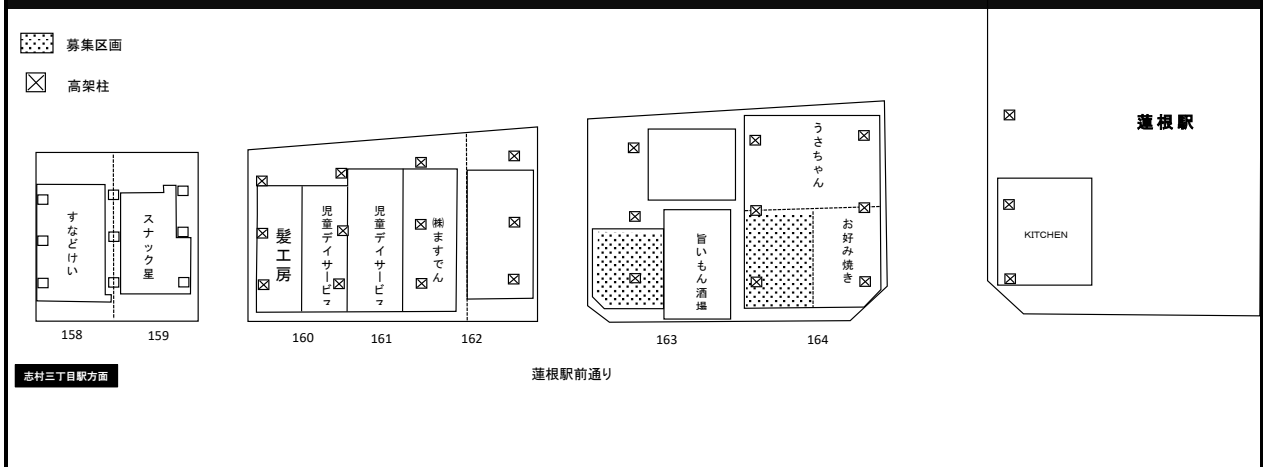 募集区画
高架柱
蓮根駅
すなどけい
スナック星
髪工房
児童デイサービス
児童デイサービス
㈱ますでん
旨いもん酒場
うさちゃん
お好み焼き
KITCHEN
158
159
160
161
162
163
164
志村三丁目駅方面
蓮根駅前通り